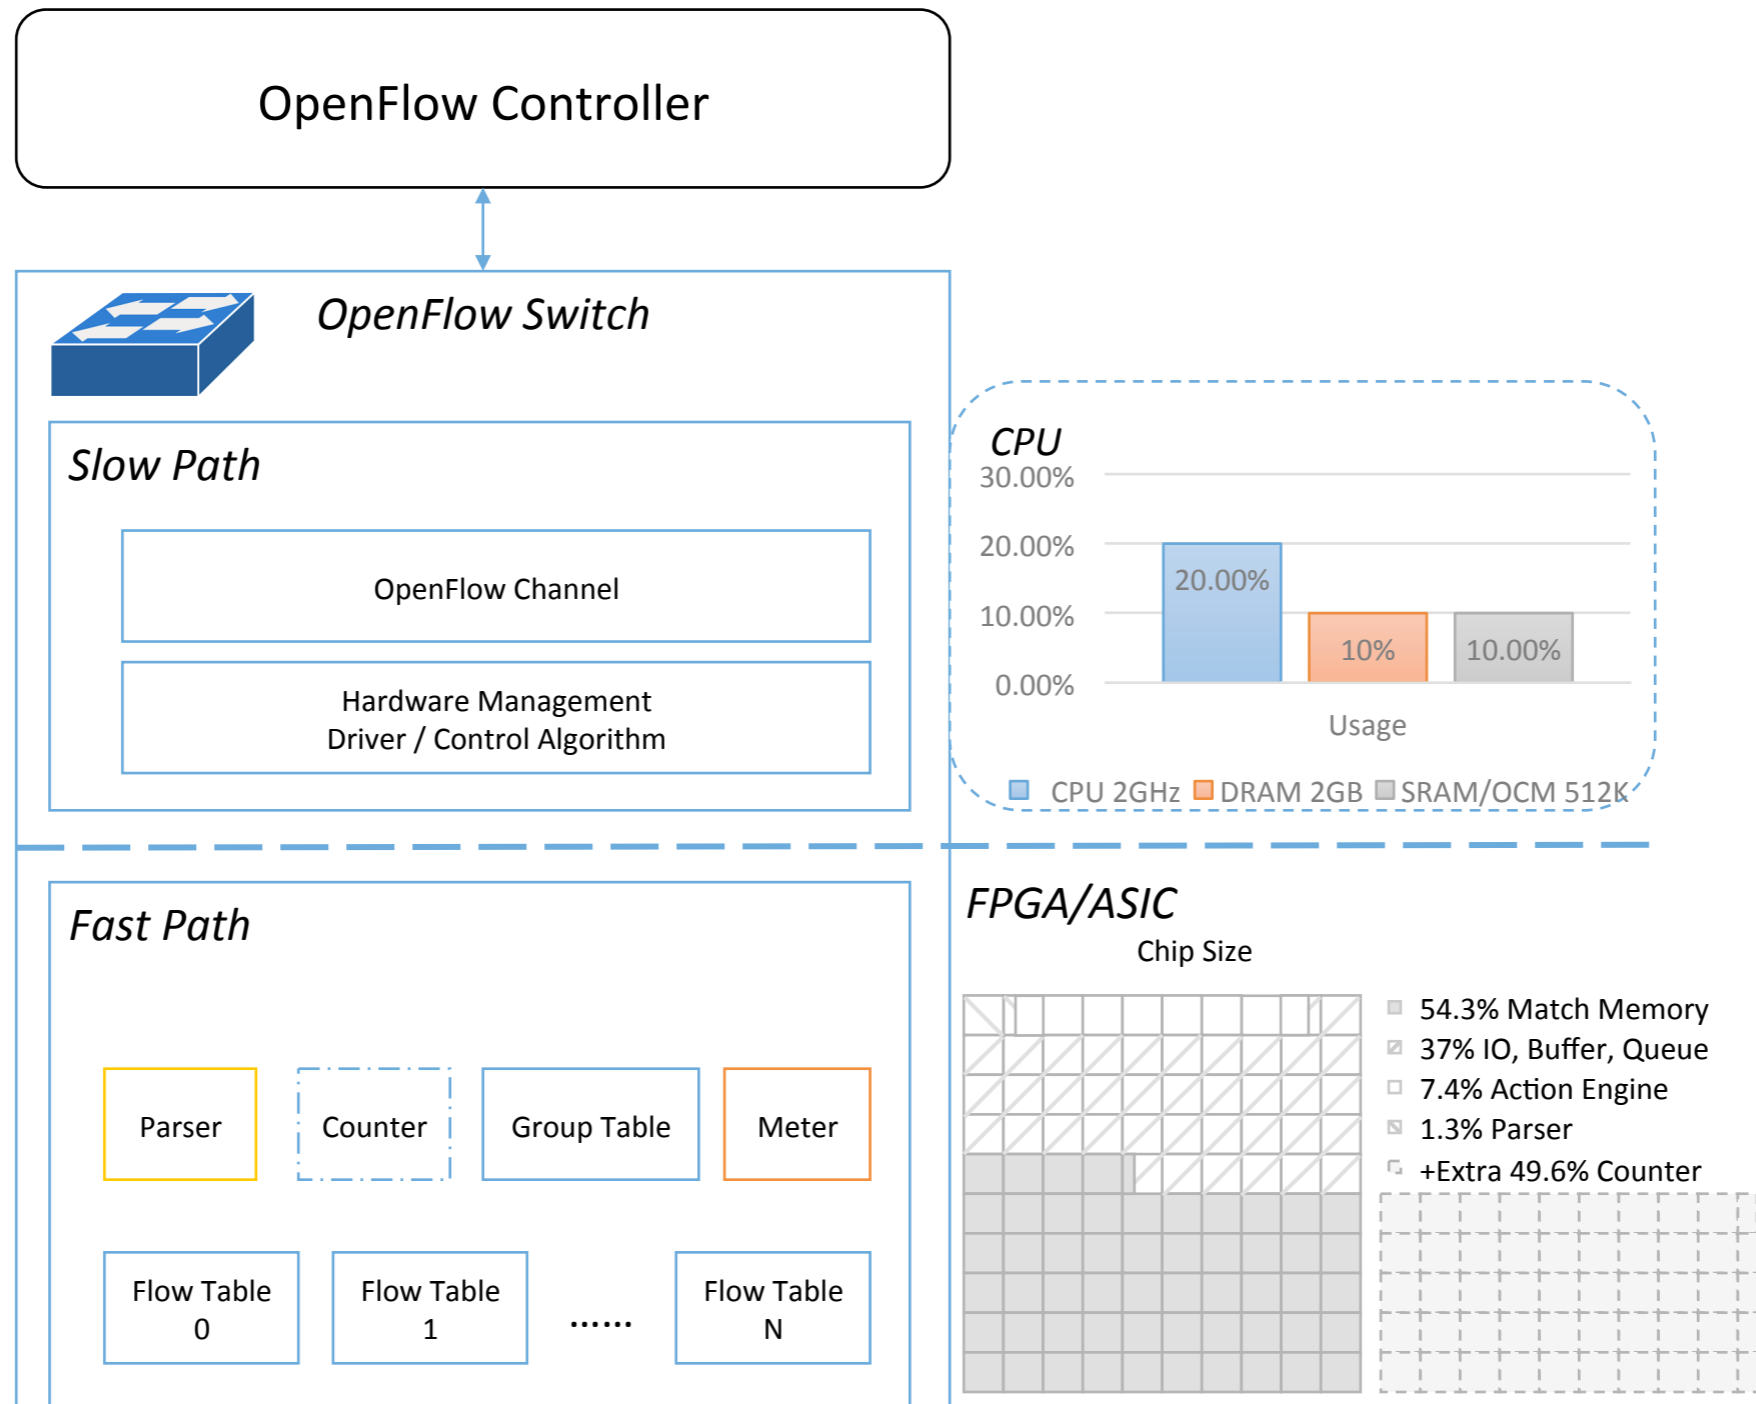 OpenFlow Controller
OpenFlow Switch
Slow Path
OpenFlow Channel
Hardware Management
Driver / Control Algorithm
CPU
30.00%
20.00%
10.00%
0.00%
20.00%
10%
10.00%
Usage
CPU 2GHz DRAM 2GB SRAM/OCM 512K
Fast Path
Parser
Counter
Group Table
Meter
Flow Table
0
Flow Table
1
......
Flow Table
N
FPGA/ASIC
Chip Size
54.3% Match Memory
37% IO, Buffer, Queue
7.4% Action Engine
1.3% Parser
+Extra 49.6% Counter